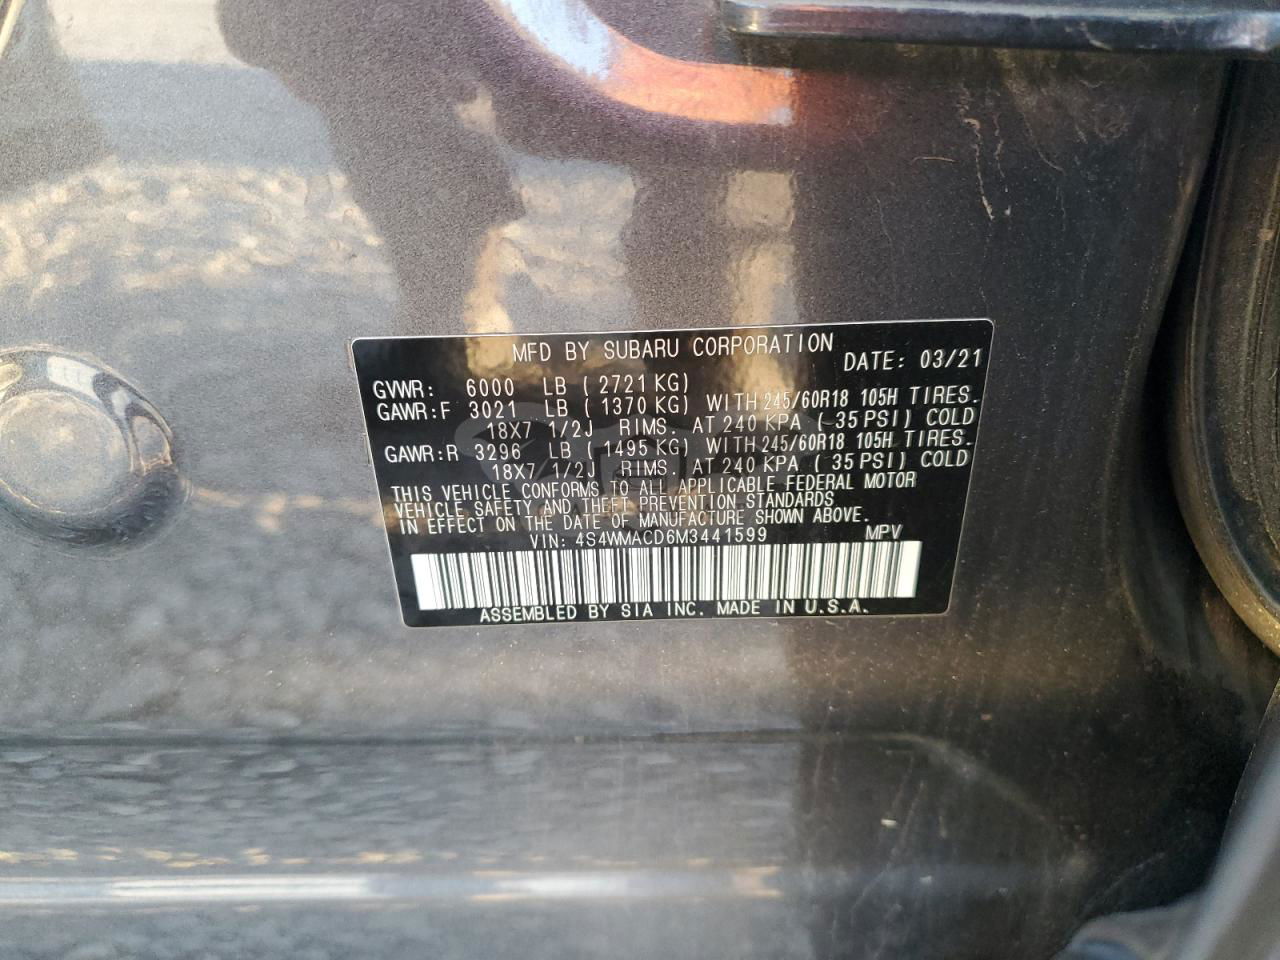 MFD BY SUBARU CORPORATION DATE: 03/21
GVWR: 6000 LB ( 2721 KG)
GAWR:F 3021 LB ( 1370 KG) WITH 245/60R18 105H TIRES.
18X7 1/2J RIMS. AT 240 KPA ( 35 PSI) COLD
GAWR:R 3296 LB ( 1495 KG) WITH 245/60R18 105H TIRES.
18X7 1/2J RIMS. AT 240 KPA ( 35 PSI) COLD
THIS VEHICLE CONFORMS TO ALL APPLICABLE FEDERAL MOTOR
VEHICLE SAFETY AND THEFT PREVENTION STANDARDS
IN EFFECT ON THE DATE OF MANUFACTURE SHOWN ABOVE.
VIN: 4S4WMACD6M3441599 MPV
ASSEMBLED BY SIA INC. MADE IN U.S.A.